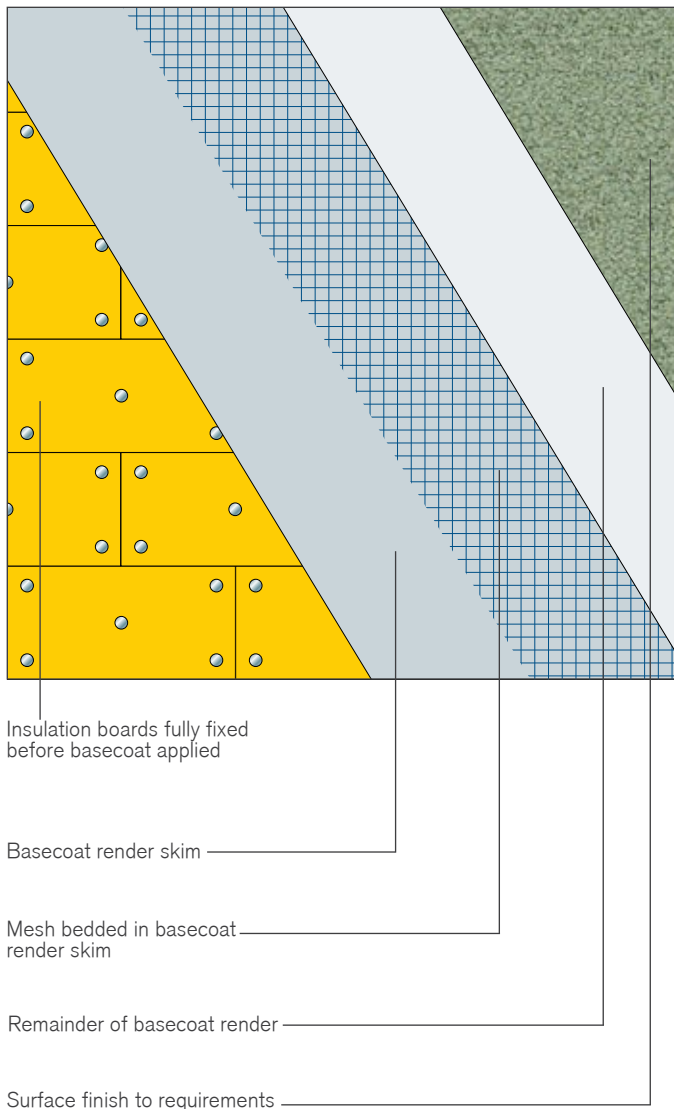 Insulation boards fully fixed
before basecoat applied
Basecoat render skim
Mesh bedded in basecoat
render skim
Remainder of basecoat render
Surface finish to requirements